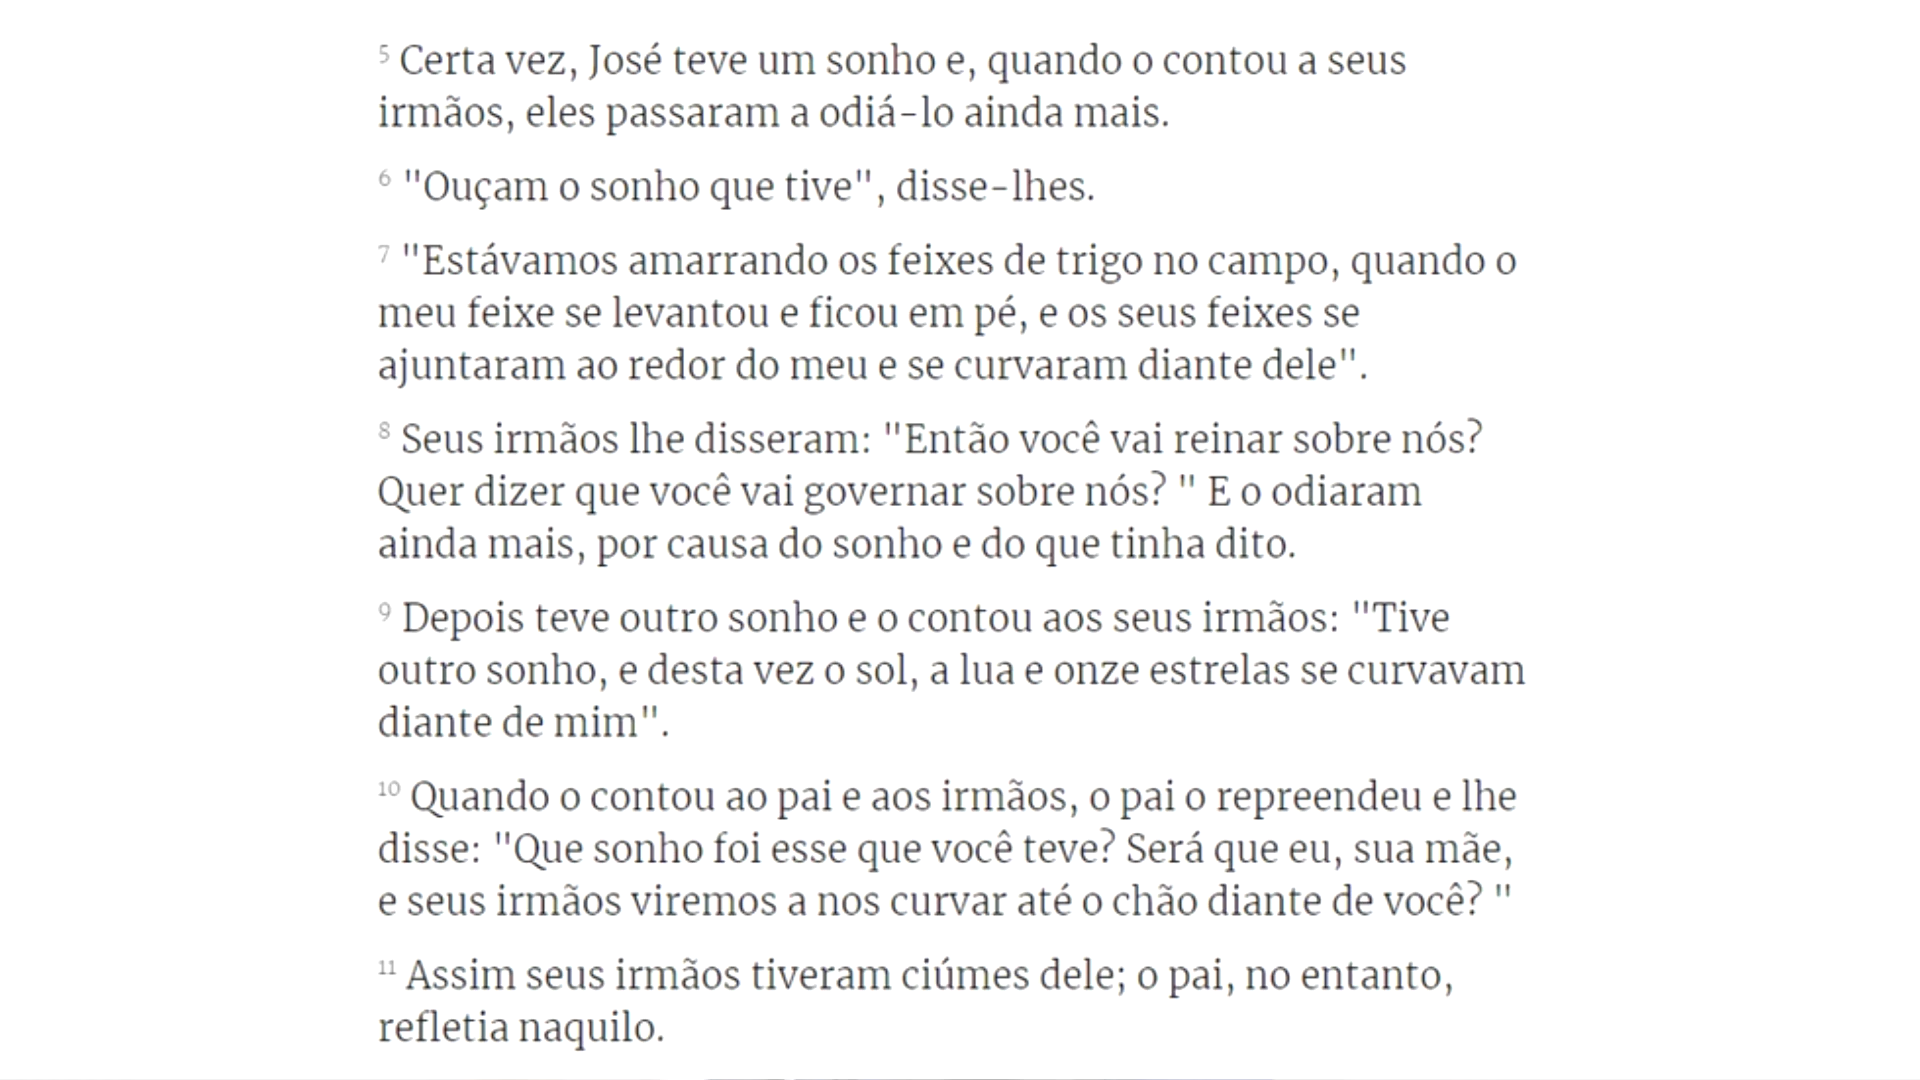 5 Certa vez, José teve um sonho e, quando o contou a seus
irmãos, eles passaram a odiá-lo ainda mais.
6 "Ouçam o sonho que tive", disse-lhes.
7 "Estávamos amarrando os feixes de trigo no campo, quando o
meu feixe se levantou e ficou em pé, e os seus feixes se
ajuntaram ao redor do meu e se curvaram diante dele".
8 Seus irmãos lhe disseram: "Então você vai reinar sobre nós?
Quer dizer que você vai governar sobre nós? " E o odiaram
ainda mais, por causa do sonho e do que tinha dito.
9 Depois teve outro sonho e o contou aos seus irmãos: "Tive
outro sonho, e desta vez o sol, a lua e onze estrelas se curvavam
diante de mim".
10 Quando o contou ao pai e aos irmãos, o pai o repreendeu e lhe
disse: "Que sonho foi esse que você teve? Será que eu, sua mãe,
e seus irmãos viremos a nos curvar até o chão diante de você? "
11 Assim seus irmãos tiveram ciúmes dele; o pai, no entanto,
refletia naquilo.